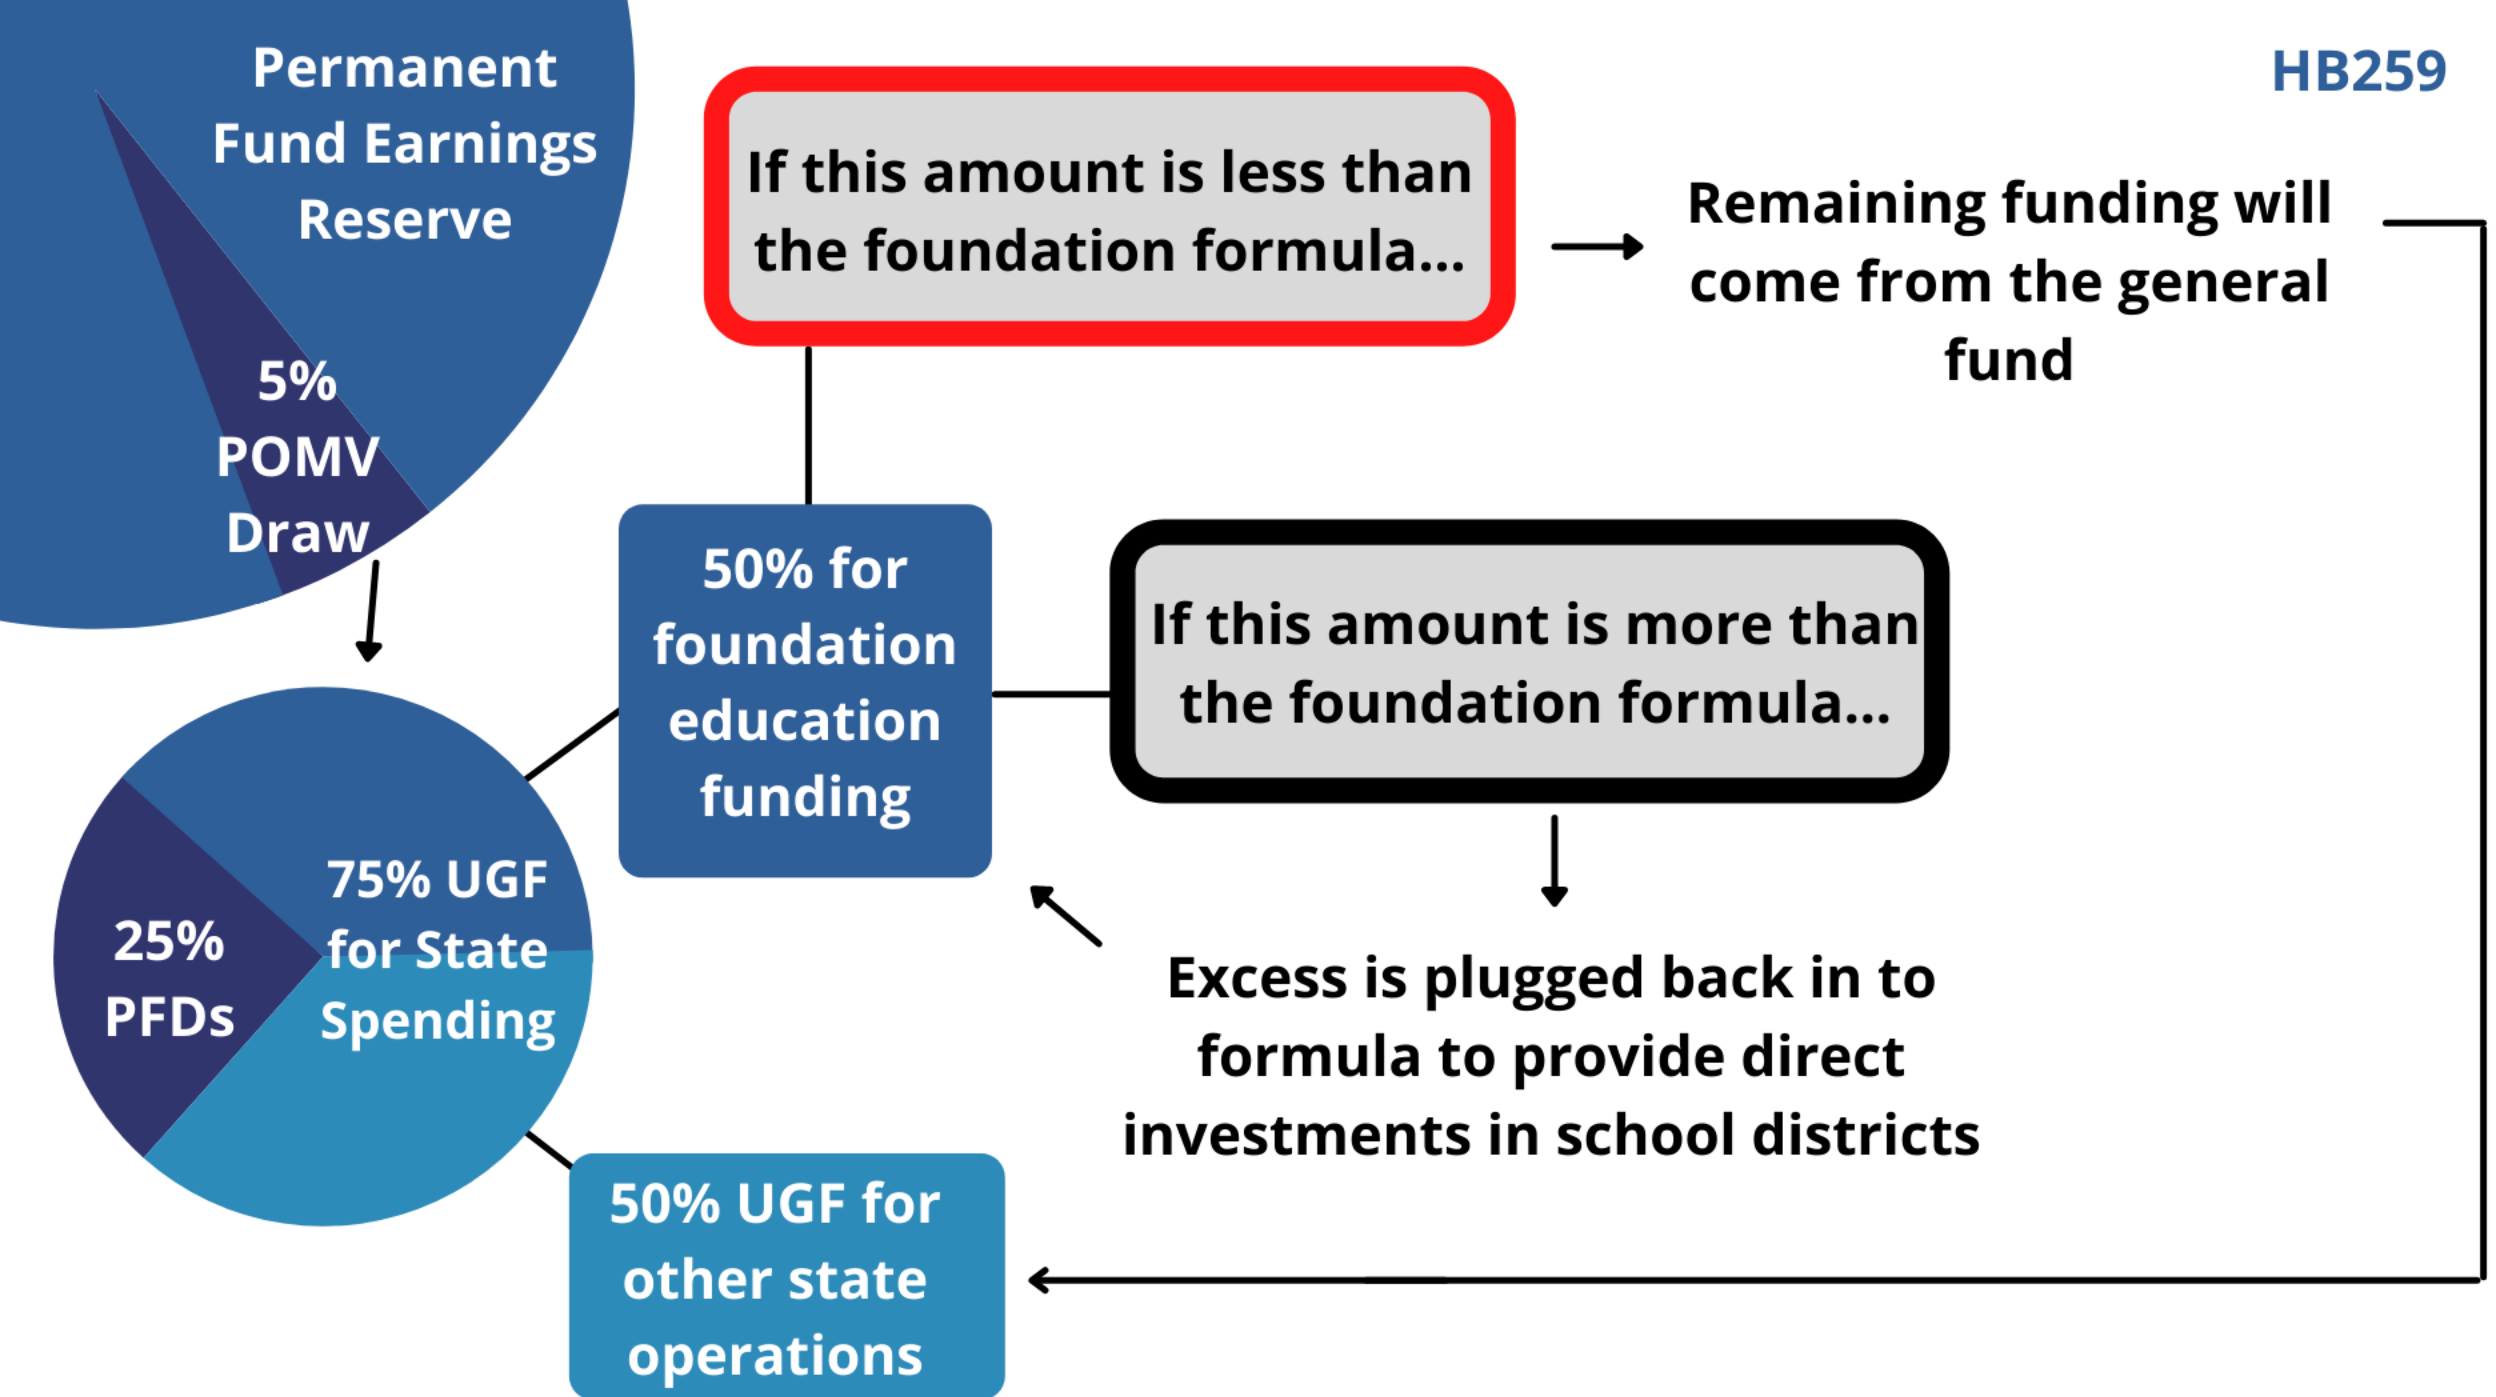 Permanent
Fund Earnings
Reserve
5%
POMV
Draw
If this amount is less than
the foundation formula...
HB259
Remaining funding will
come from the general
fund
50% for
foundation
education
funding
If this amount is more than
the foundation formula...
75% UGF
for State
Spending
25%
PFDs
Excess is plugged back in to
formula to provide direct
investments in school districts
50% UGF for
other state
operations